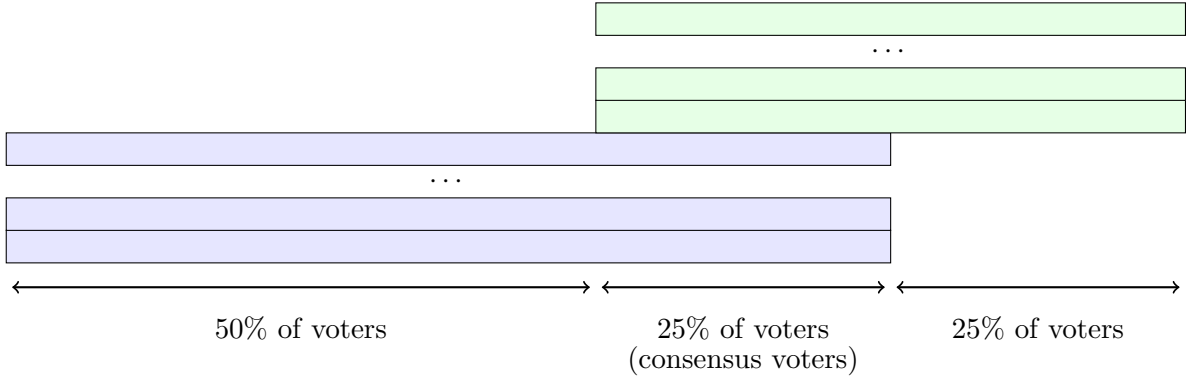 ...
...
50% of voters
25% of voters
(consensus voters)
25% of voters